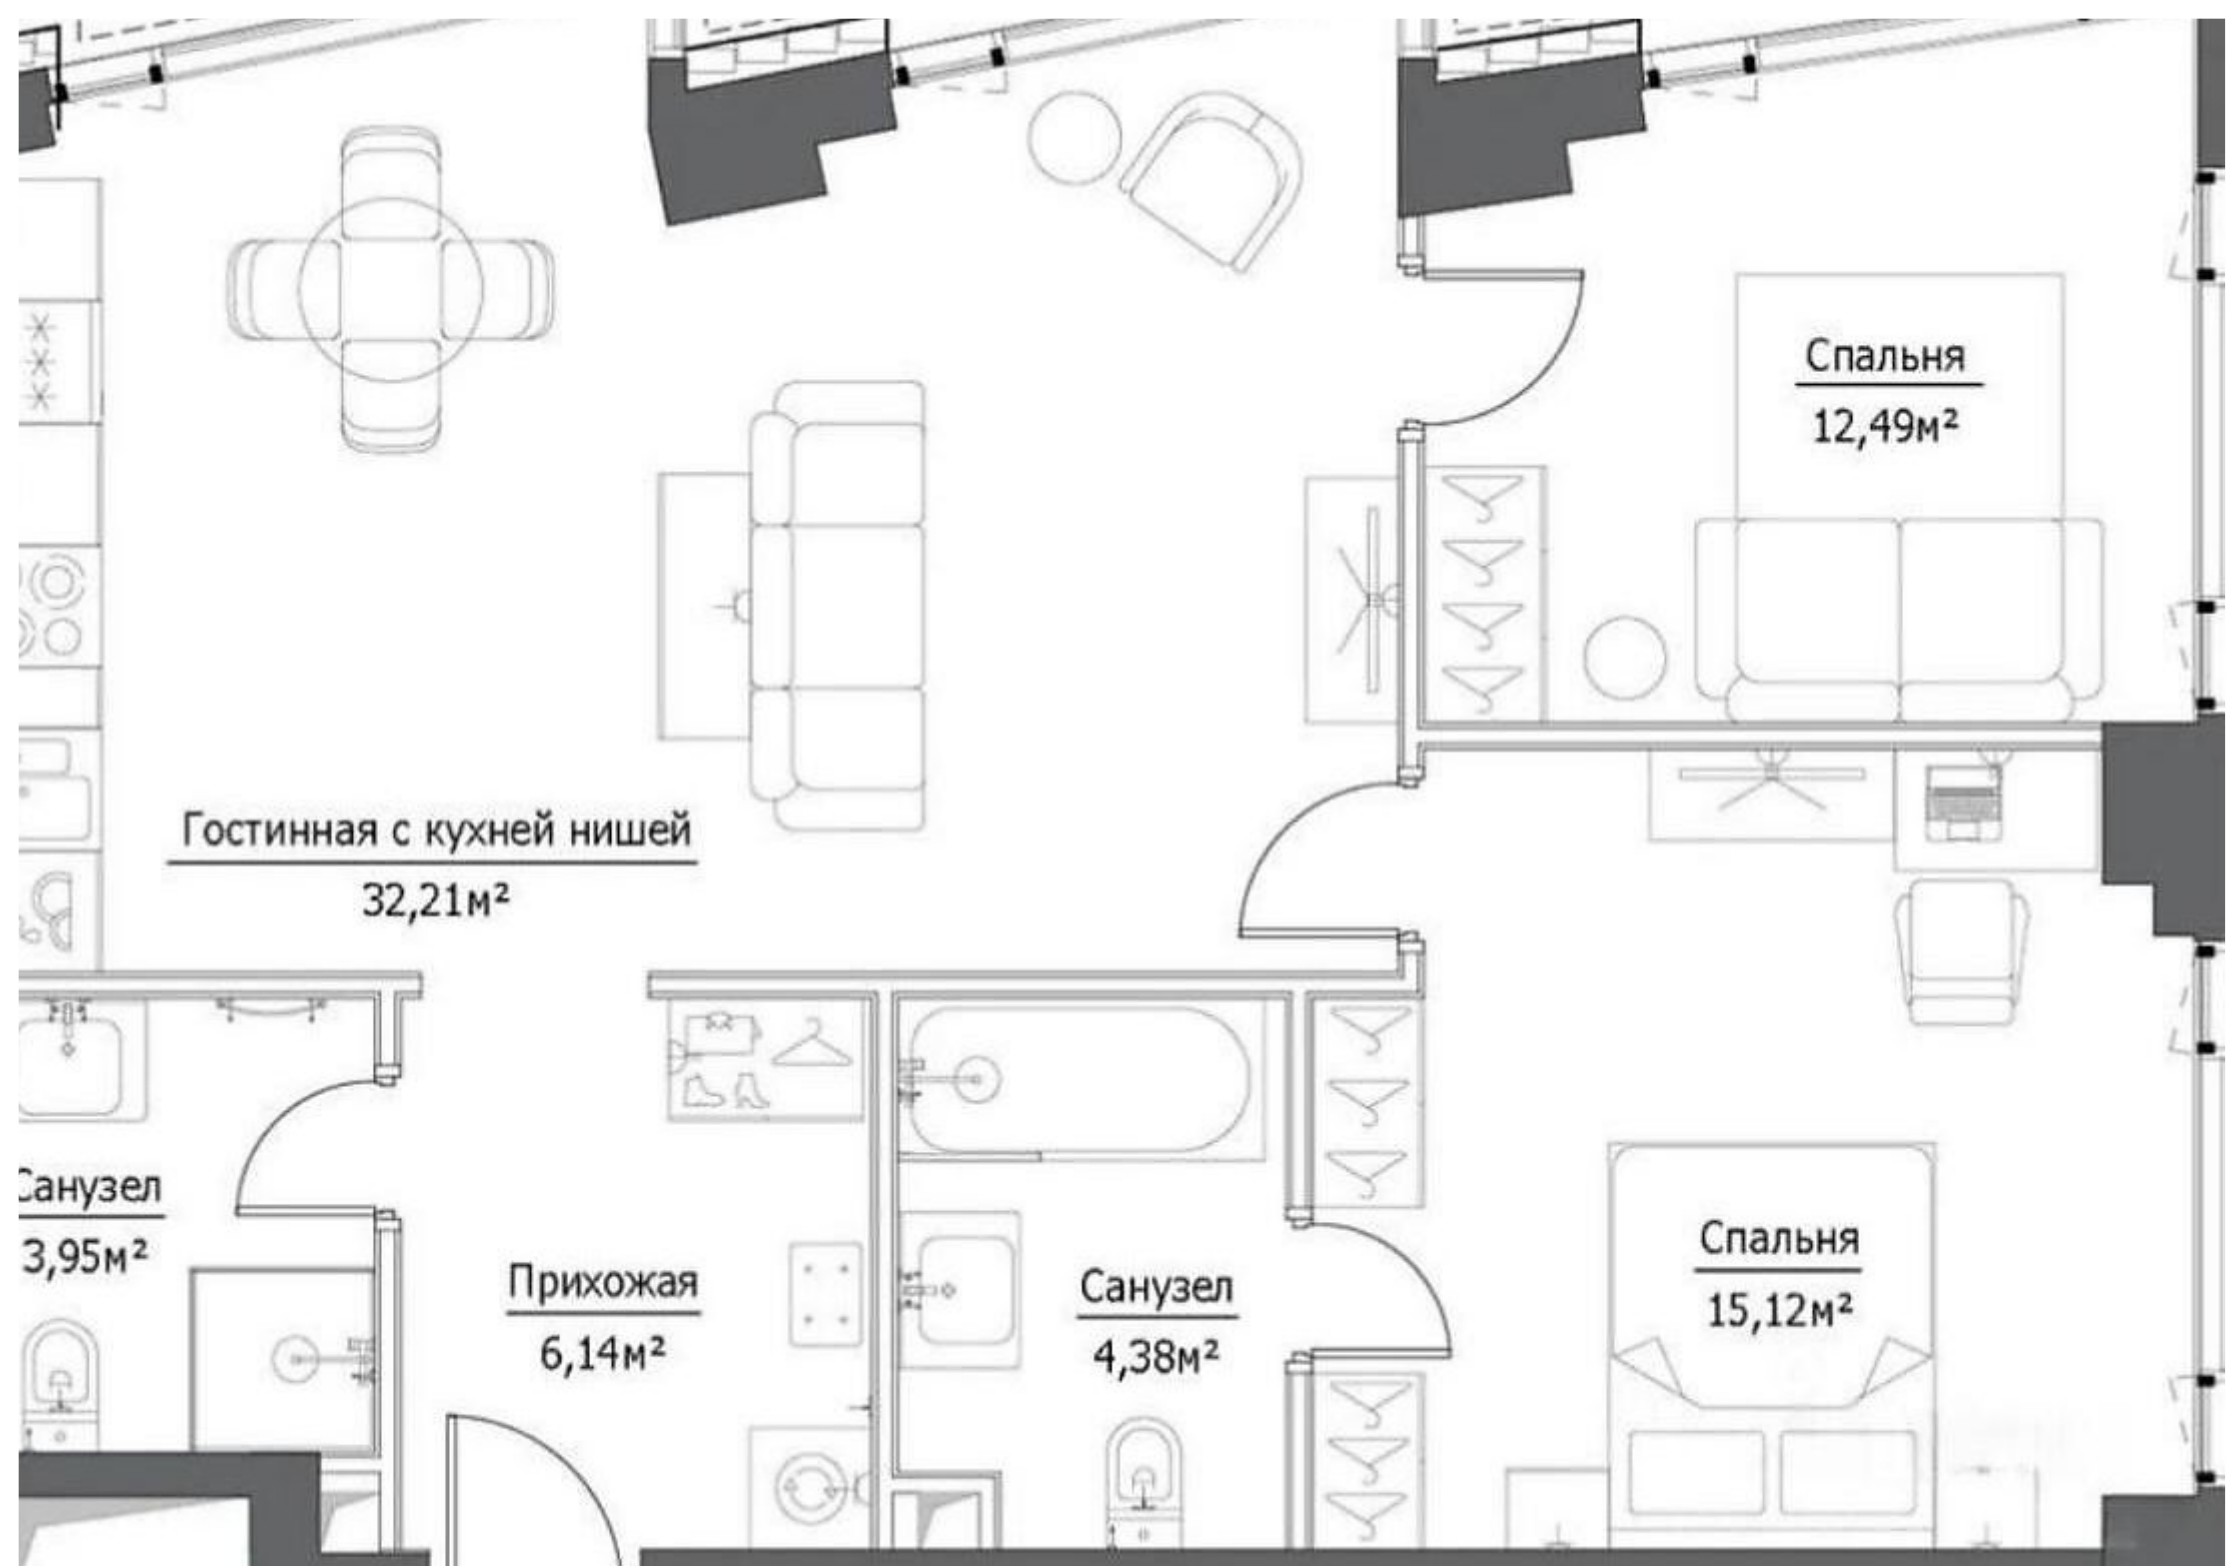 Спальня
12,49м²
Гостинная с кухней нишей
32,21м²
Санузел
3,95м²
Прихожая
6,14м²
Санузел
4,38м²
Спальня
15,12м²